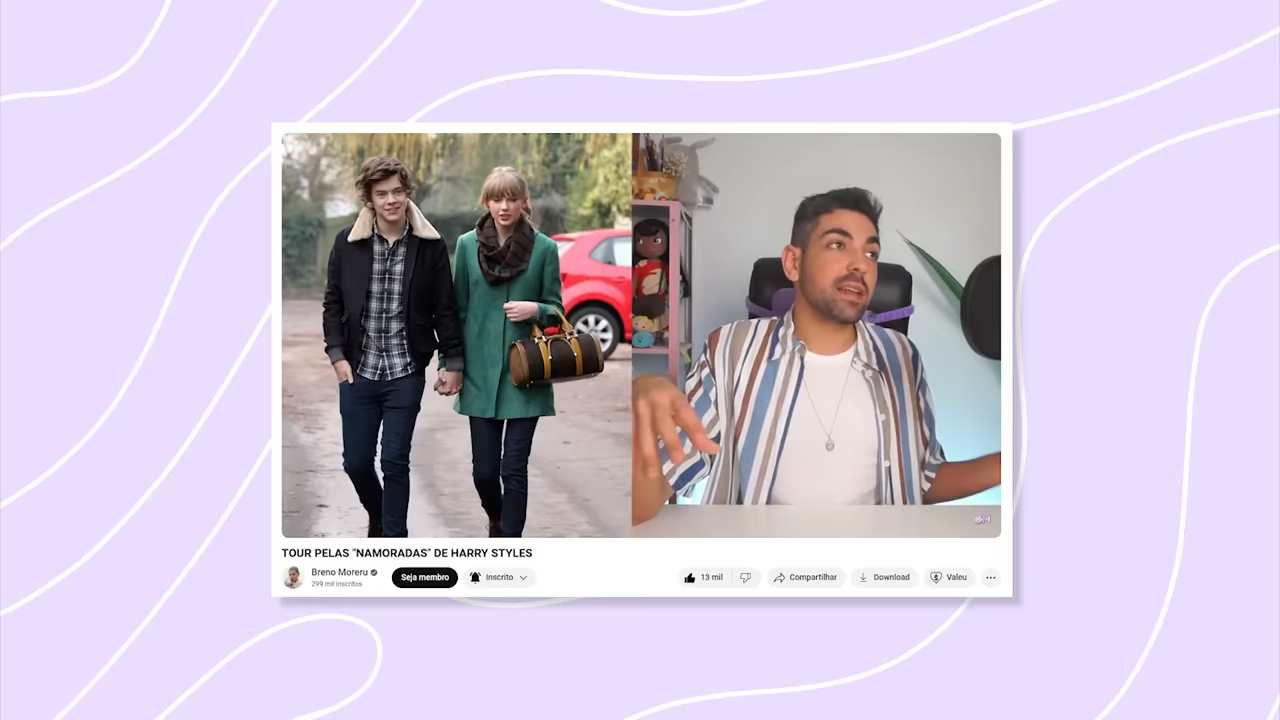 TOUR PELAS "NAMORADAS" DE HARRY STYLES
Breno Moreru
299 mil inscritos
Seja membro
Inscrito
13 mil
Compartilhar
Download
Valeu